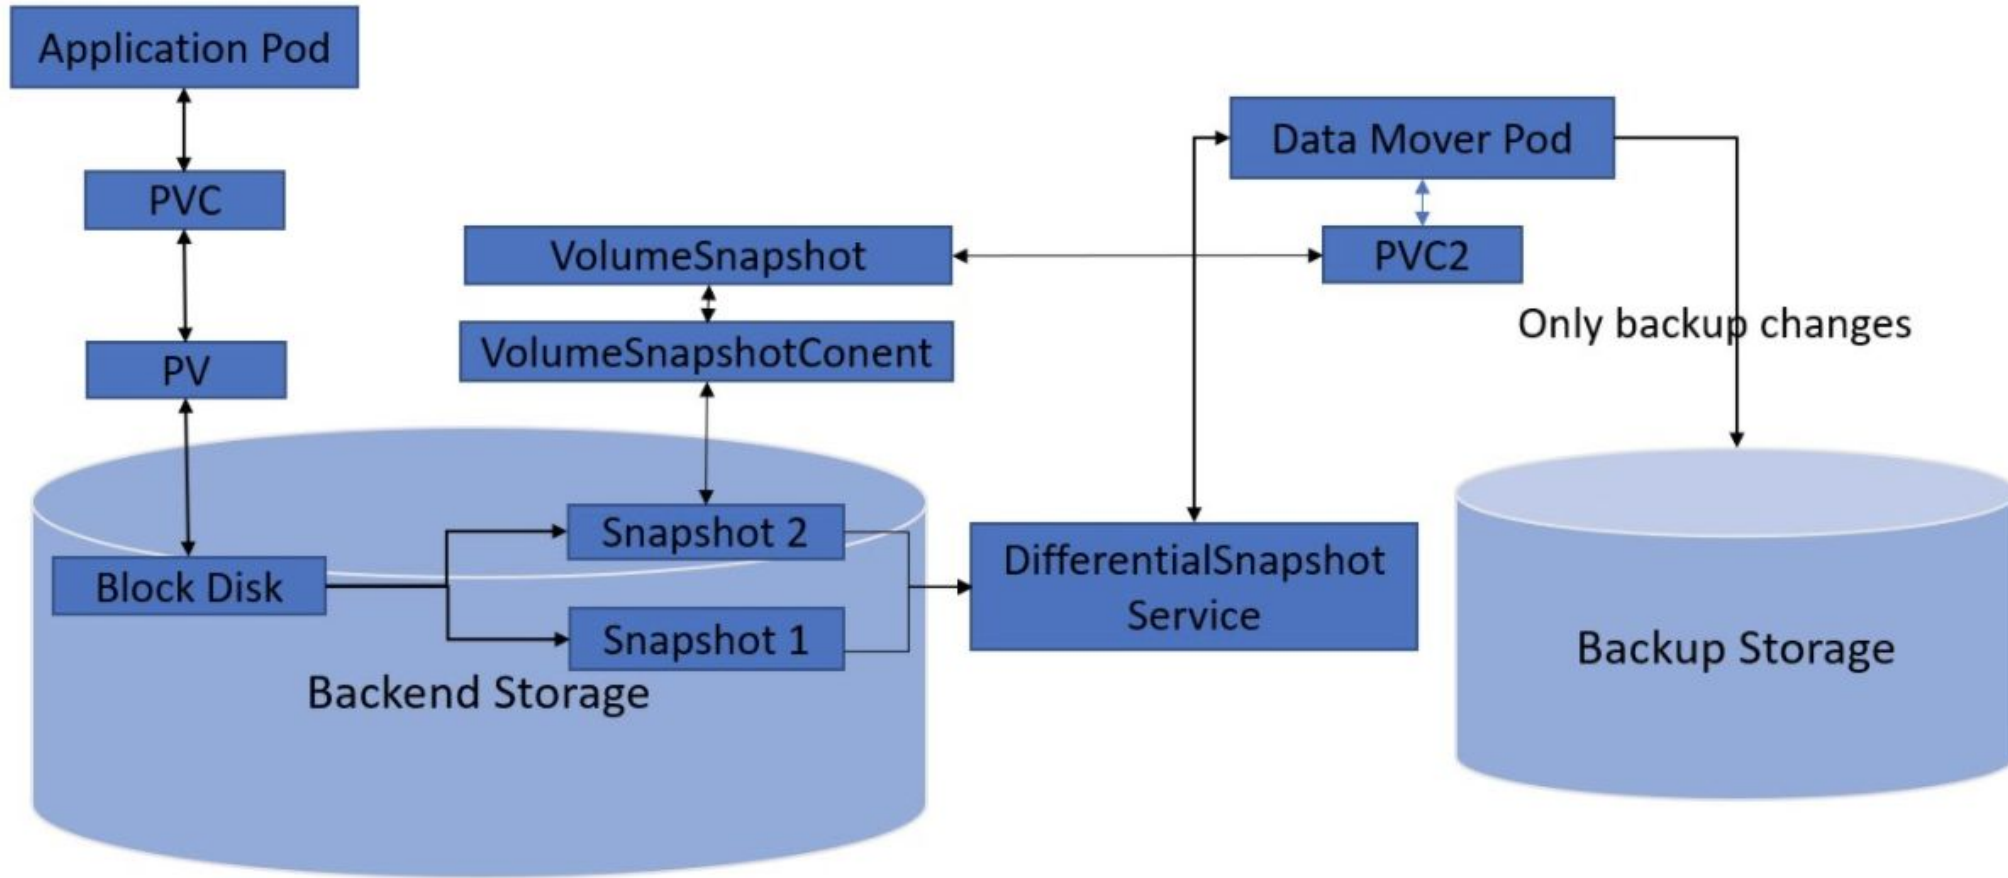 Application Pod
PVC
PV
Block Disk
Snapshot 2
Snapshot 1
Backend Storage
VolumeSnapshot
VolumeSnapshotConent
DifferentialSnapshot
Service
Data Mover Pod
PVC2
Only backup changes
Backup Storage